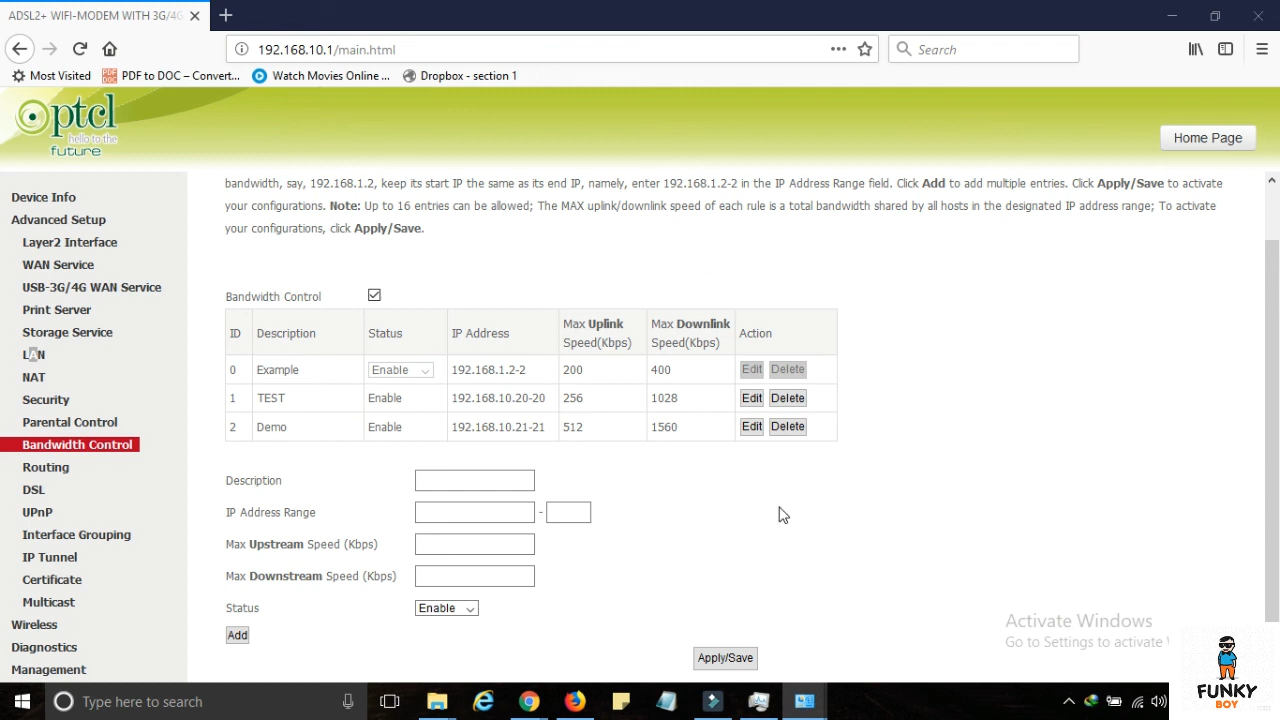 ADSL2+ WIFI-MODEM WITH 3G/4G
192.168.10.1/main.html
Search
Most Visited
PDF to DOC – Convert...
Watch Movies Online ...
Dropbox - section 1
ptcl
hello to the
future
Home Page
Device Info
Advanced Setup
Layer2 Interface
WAN Service
USB-3G/4G WAN Service
Print Server
Storage Service
LAN
NAT
Security
Parental Control
Bandwidth Control
Routing
DSL
UPnP
Interface Grouping
IP Tunnel
Certificate
Multicast
Wireless
Diagnostics
Management
bandwidth, say, 192.168.1.2, keep its start IP the same as its end IP, namely, enter 192.168.1.2-2 in the IP Address Range field. Click Add to add multiple entries. Click Apply/Save to activate
your configurations. Note: Up to 16 entries can be allowed; The MAX uplink/downlink speed of each rule is a total bandwidth shared by all hosts in the designated IP address range; To activate
your configurations, click Apply/Save.
Bandwidth Control
ID Description Status IP Address Max Uplink Speed(Kbps) Max Downlink Speed(Kbps) Action
0 Example Enable 192.168.1.2-2 200 400 Edit Delete
1 TEST Enable 192.168.10.20-20 256 1028 Edit Delete
2 Demo Enable 192.168.10.21-21 512 1560 Edit Delete
Description
IP Address Range -
Max Upstream Speed (Kbps)
Max Downstream Speed (Kbps)
Status Enable
Add
Apply/Save
Activate Windows
Go to Settings to activate
FUNKY
BOY
Type here to search